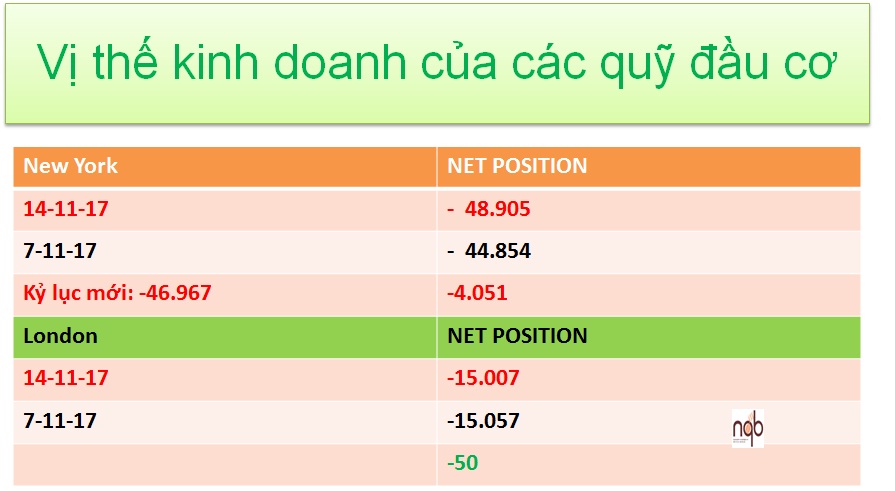 Vị thế kinh doanh của các quỹ đầu cơ
New York NET POSITION
14-11-17 - 48.905
7-11-17 - 44.854
Kỷ lục mới: -46.967 -4.051
London NET POSITION
14-11-17 -15.007
7-11-17 -15.057
nqb
-50